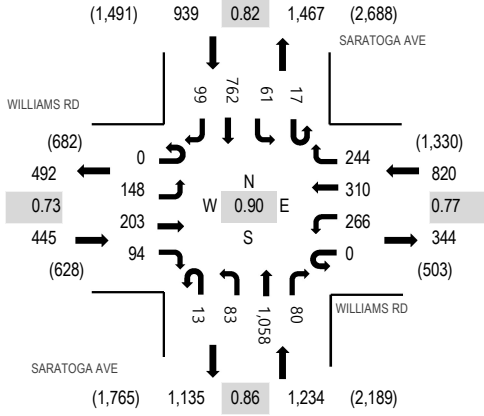 (1,491) 939 0.82 1,467 (2,688)
SARATOGA AVE
WILLIAMS RD
99 762 61 17
(682) (1,330)
492 0 244 820
148 N 310
0.73 W 0.90 E 0.77
203 266
445 S 344
94 0
(628) (503)
13 83 1,058 80
WILLIAMS RD
SARATOGA AVE
(1,765) 1,135 0.86 1,234 (2,189)